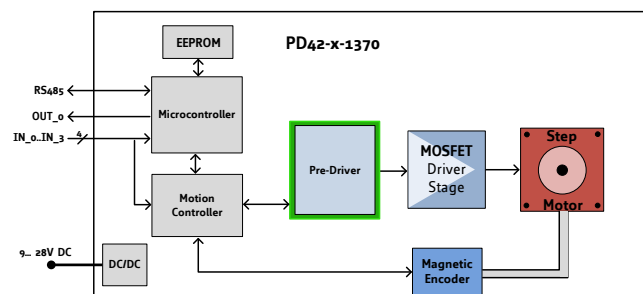 PD42-x-1370
EEPROM
RS485
OUT_0
IN_0..IN_3
4
Microcontroller
Pre-Driver
MOSFET
Driver
Stage
Step
Motor
Motion
Controller
9... 28V DC
DC/DC
Magnetic
Encoder